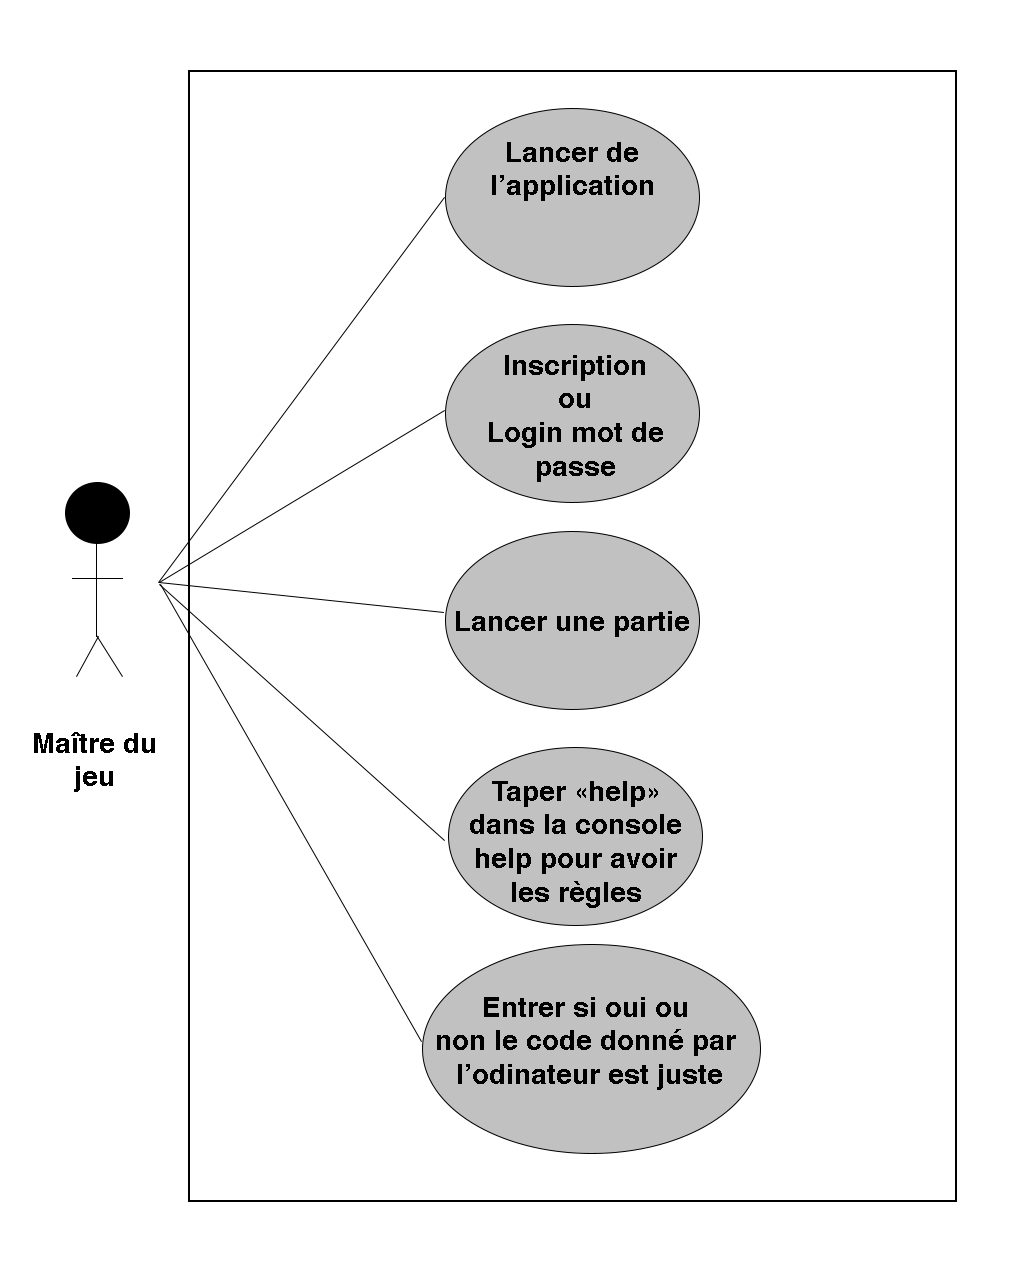 Lancer de
l’application
Inscription
ou
Login mot de
passe
Lancer une partie
Maître du
jeu
Taper «help»
dans la console
help pour avoir
les règles
Entrer si oui ou
non le code donné par
l’odinateur est juste